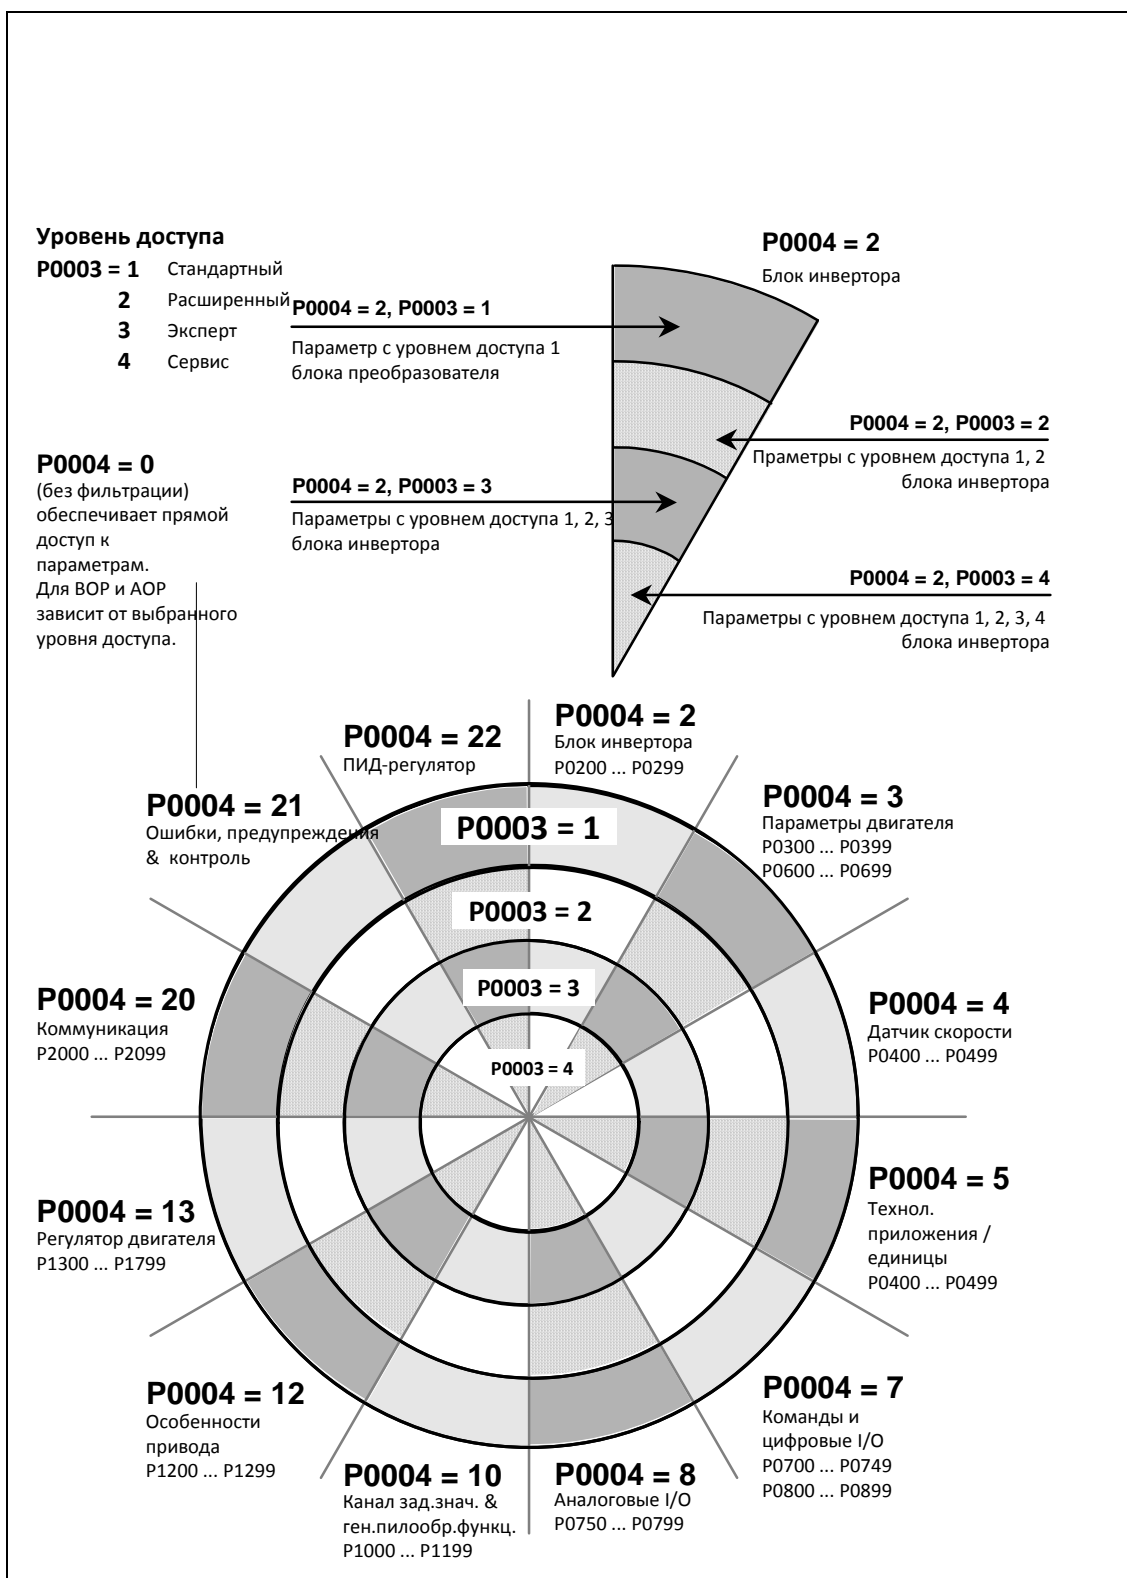 Уровень доступа
P0003 = 1 Стандартный
2 Расширенный
3 Эксперт
4 Сервис
P0004 = 2
Блок инвертора
P0004 = 2, P0003 = 1
Параметр с уровнем доступа 1
блока преобразователя
P0004 = 2, P0003 = 2
Праметры с уровнем доступа 1, 2
блока инвертора
P0004 = 0
(без фильтрации)
обеспечивает прямой
доступ к
параметрам.
Для BOP и AOP
зависит от выбранного
уровня доступа.
P0004 = 2, P0003 = 3
Параметры с уровнем доступа 1, 2, 3
блока инвертора
P0004 = 2, P0003 = 4
Параметры с уровнем доступа 1, 2, 3, 4
блока инвертора
P0004 = 22
ПИД-регулятор
P0004 = 2
Блок инвертора
P0200 ... P0299
P0004 = 21
Ошибки, предупреждения
& контроль
P0004 = 3
Параметры двигателя
P0300 ... P0399
P0600 ... P0699
P0003 = 1
P0003 = 2
P0003 = 3
P0003 = 4
P0004 = 20
Коммуникация
P2000 ... P2099
P0004 = 4
Датчик скорости
P0400 ... P0499
P0004 = 13
Регулятор двигателя
P1300 ... P1799
P0004 = 5
Технол.
приложения /
единицы
P0400 ... P0499
P0004 = 12
Особенности
привода
P1200 ... P1299
P0004 = 7
Команды и
цифровые I/O
P0700 ... P0749
P0800 ... P0899
P0004 = 10
Канал зад.знач. &
ген.пилообр.функц.
P1000 ... P1199
P0004 = 8
Аналоговые I/O
P0750 ... P0799